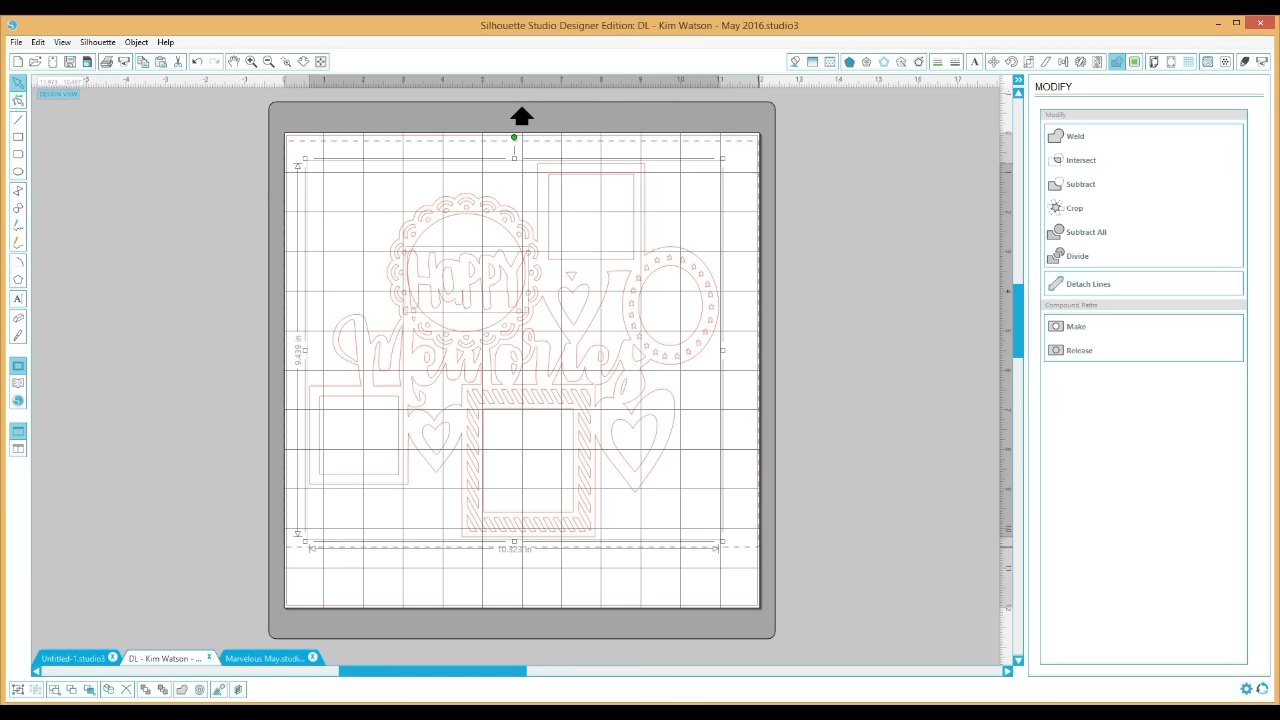 Silhouette Studio Designer Edition: DL - Kim Watson - May 2016.studio3
File Edit View Silhouette Object Help
MODIFY
DESIGN VIEW
Modify
Weld
Intersect
Subtract
Crop
Subtract All
Divide
Detach Lines
Compound Paths
Make
Release
HAPPY
Memories
9.439 in
10.323 in
Untitled-1.studio3
DL - Kim Watson - ...
Marvelous May.studi...